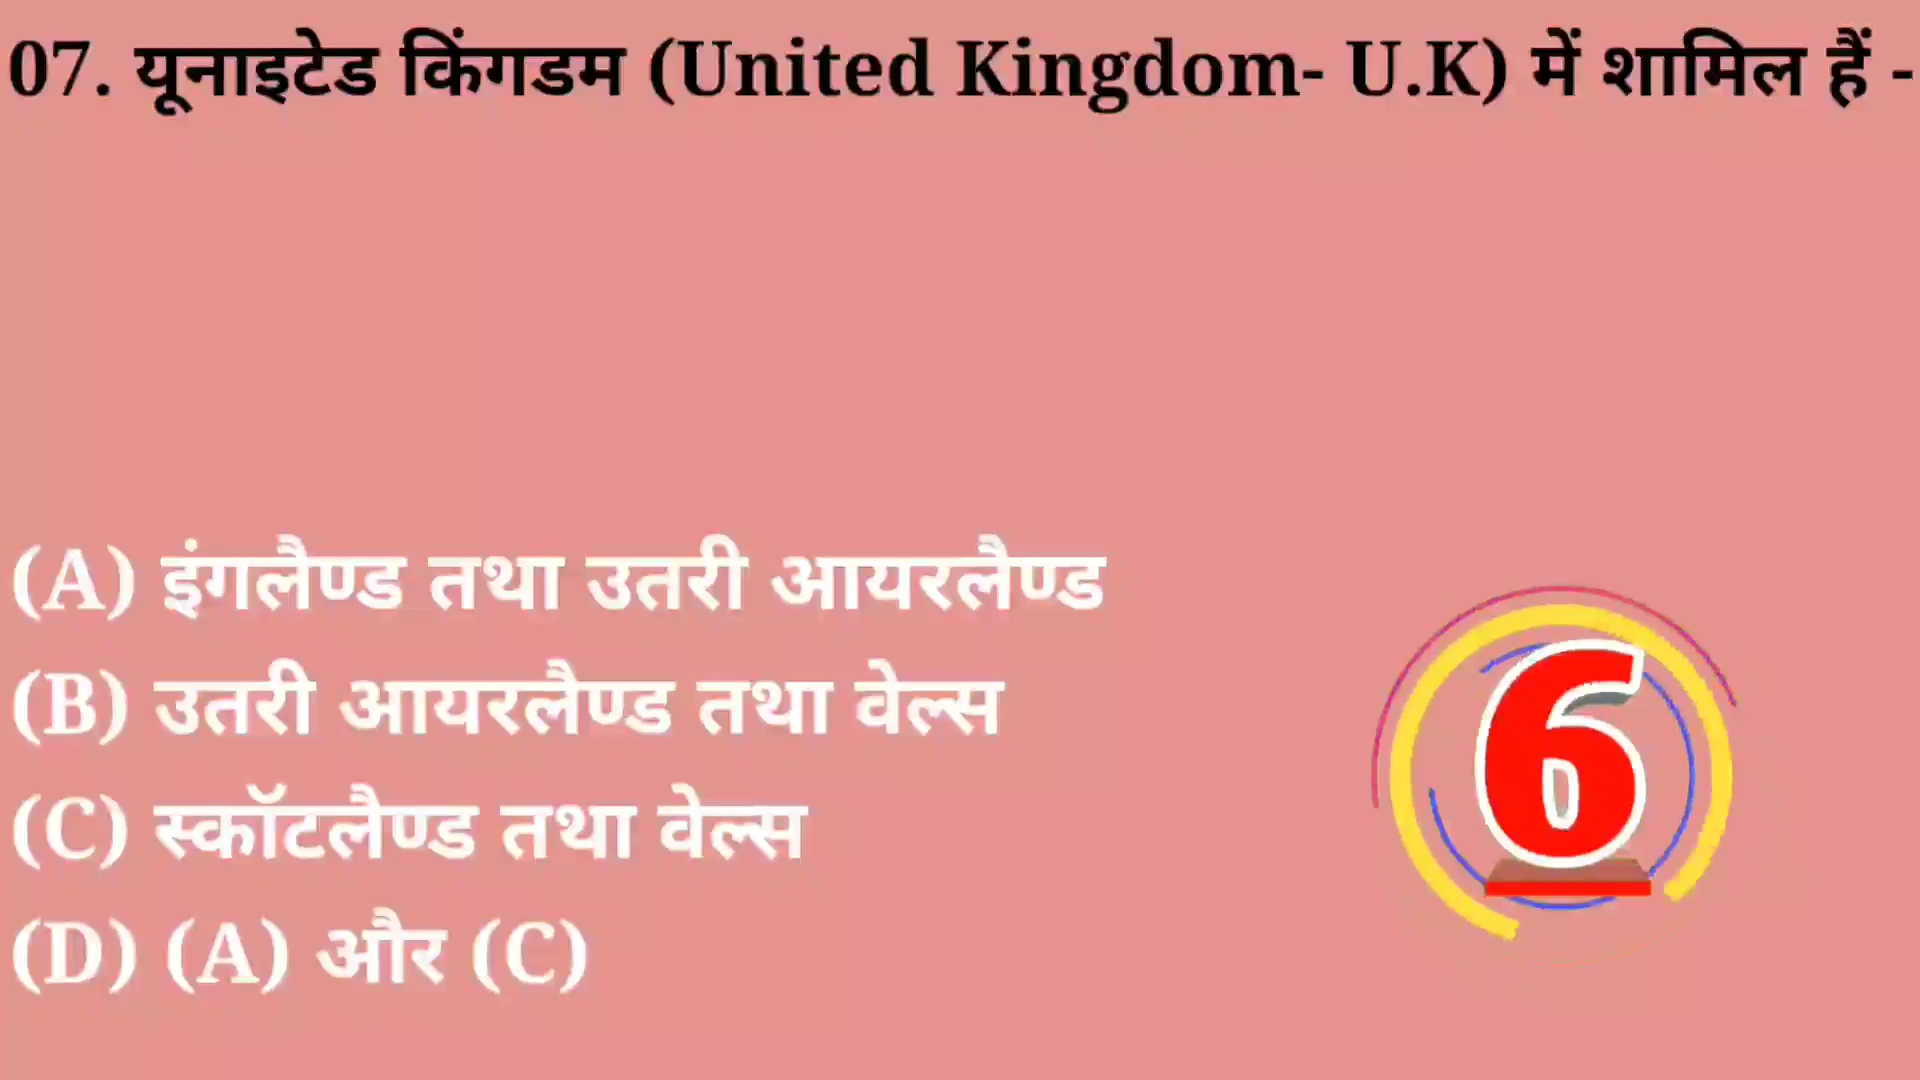 07. यूनाइटेड किंगडम (United Kingdom- U.K) में शामिल हैं -
(A) इंगलैण्ड तथा उतरी आयरलैण्ड
(B) उतरी आयरलैण्ड तथा वेल्स
(C) स्कॉटलैण्ड तथा वेल्स
(D) (A) और (C)
6